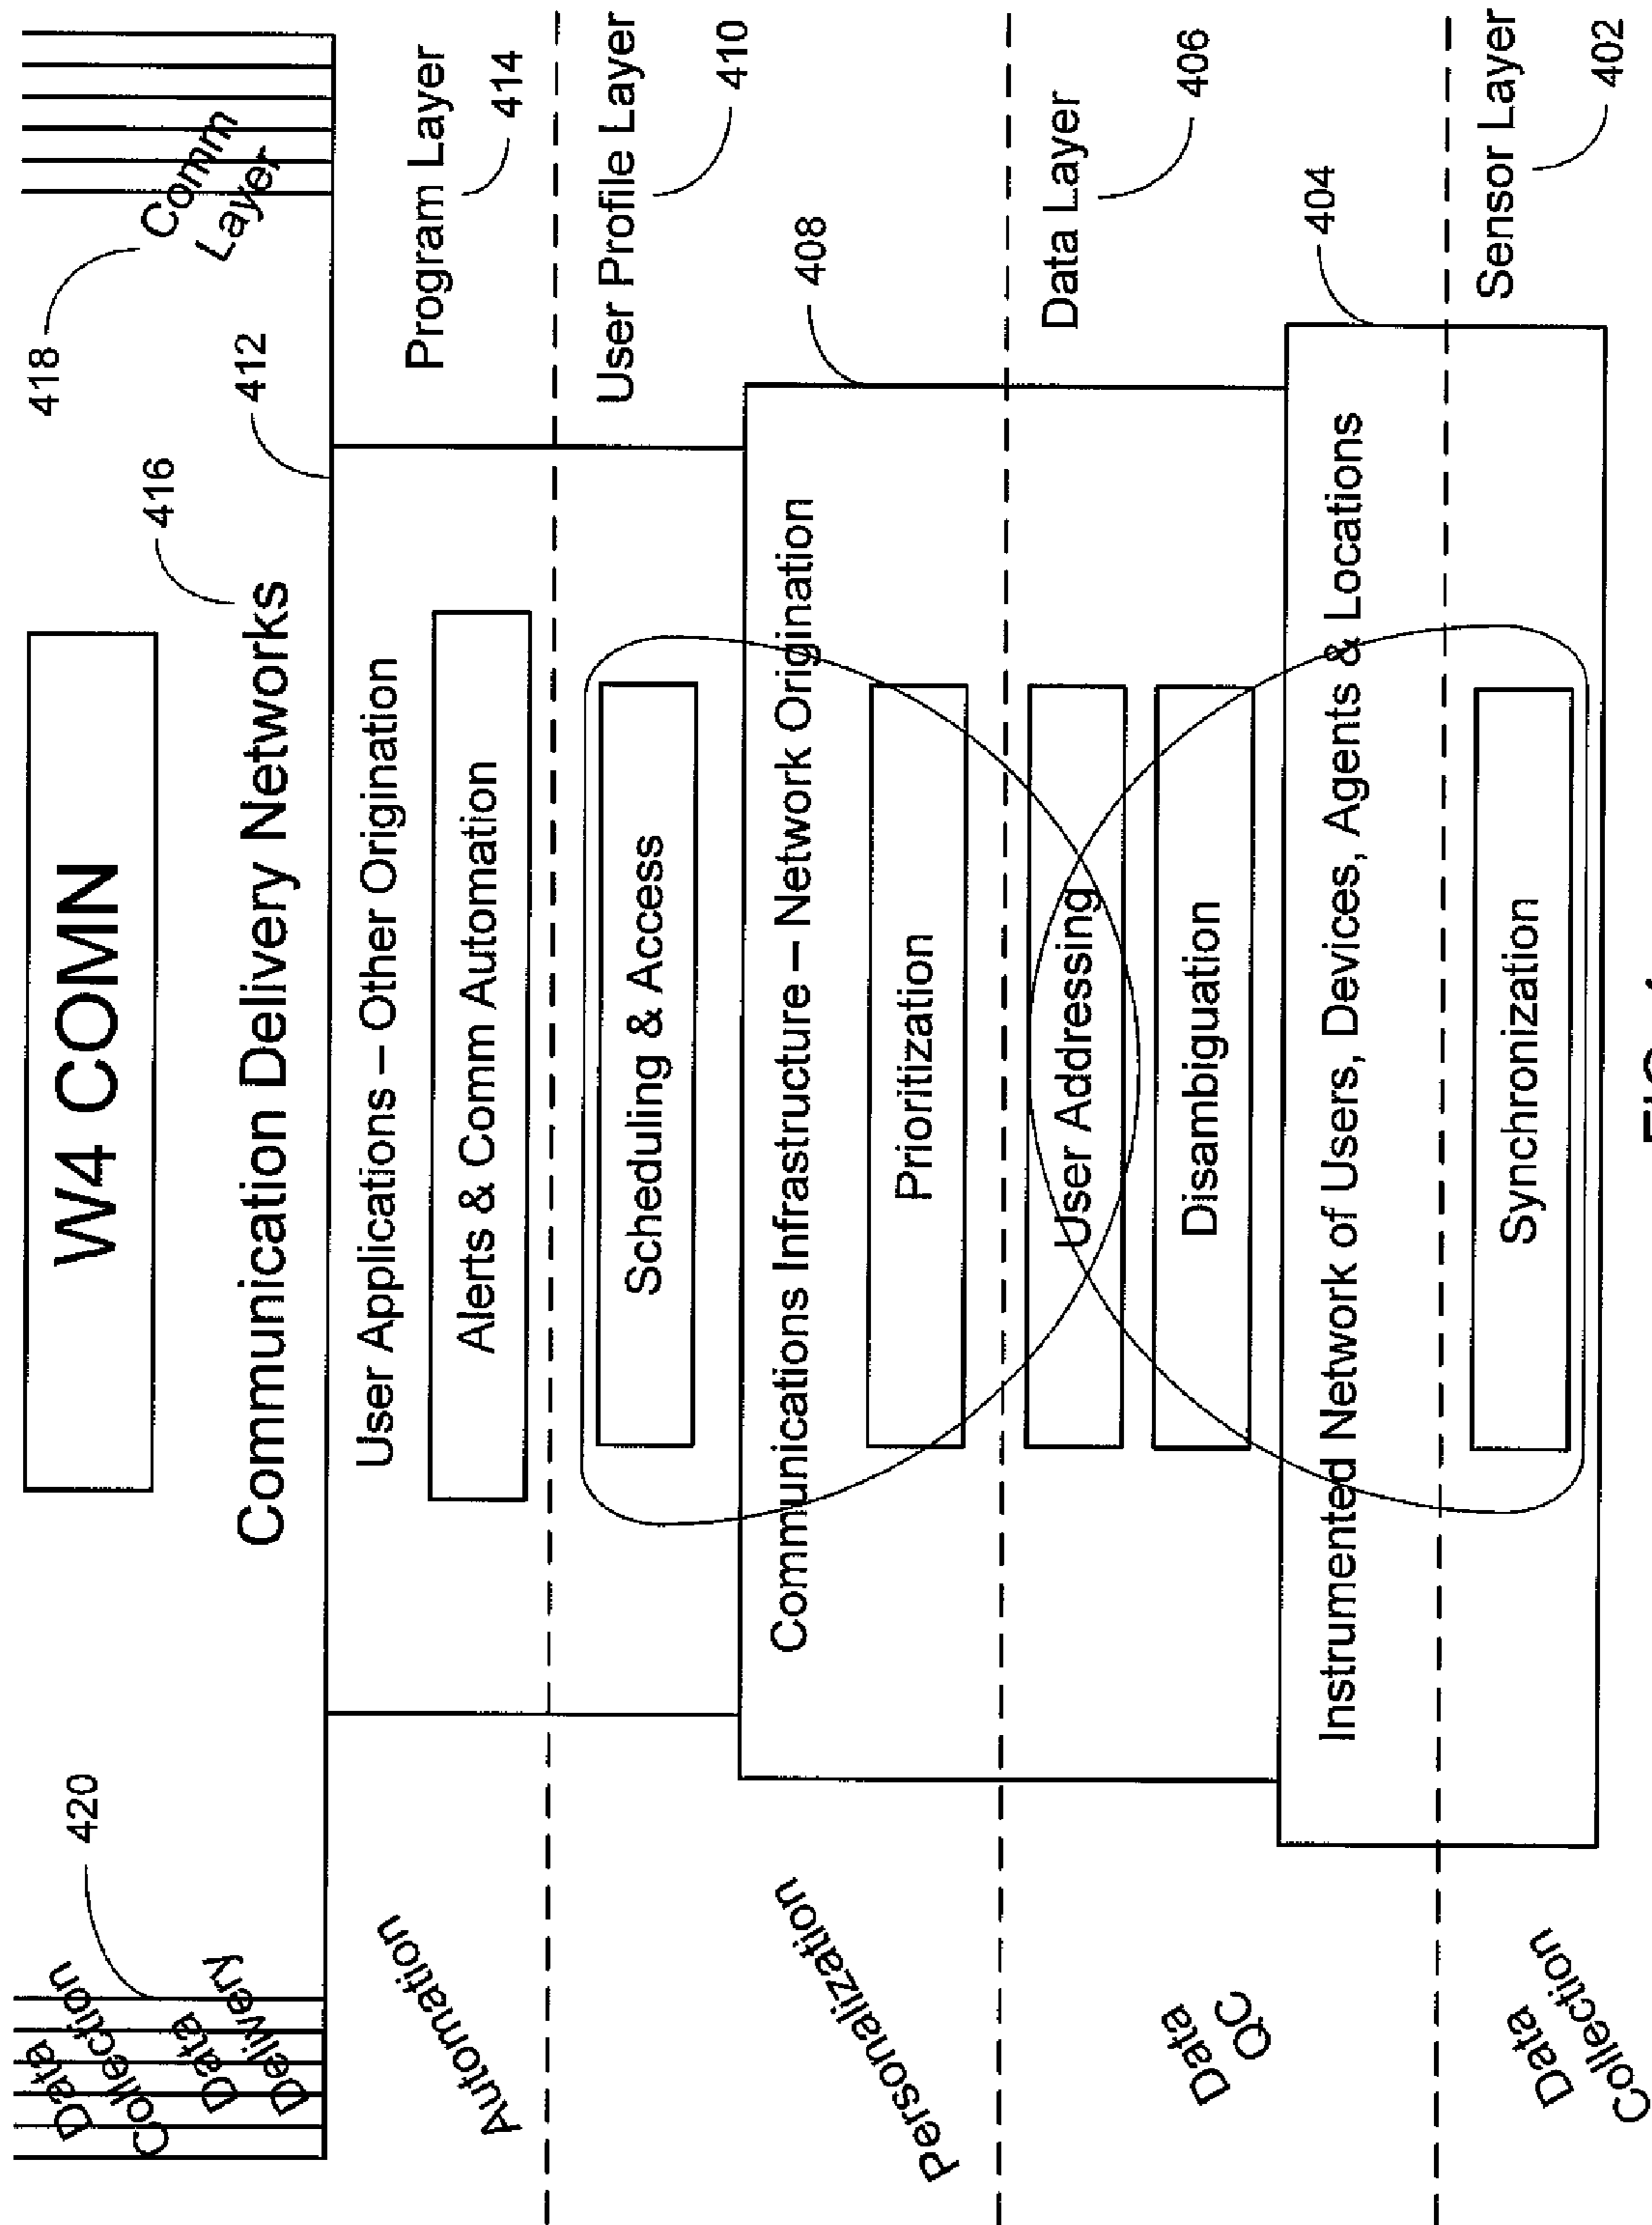 W4 COMN
418
Data
Collection
Data
Delivery
420
Comm
Layer
416
Communication Delivery Networks
412
User Applications – Other Origination
Automation
Program Layer
414
Alerts & Comm Automation
User Profile Layer
410
Scheduling & Access
Communications Infrastructure – Network Origination
408
Personalization
Prioritization
Data Layer
406
User Addressing
Data
QC
Disambiguation
404
Instrumented Network of Users, Devices, Agents & Locations
Sensor Layer
402
Data
Collection
Synchronization